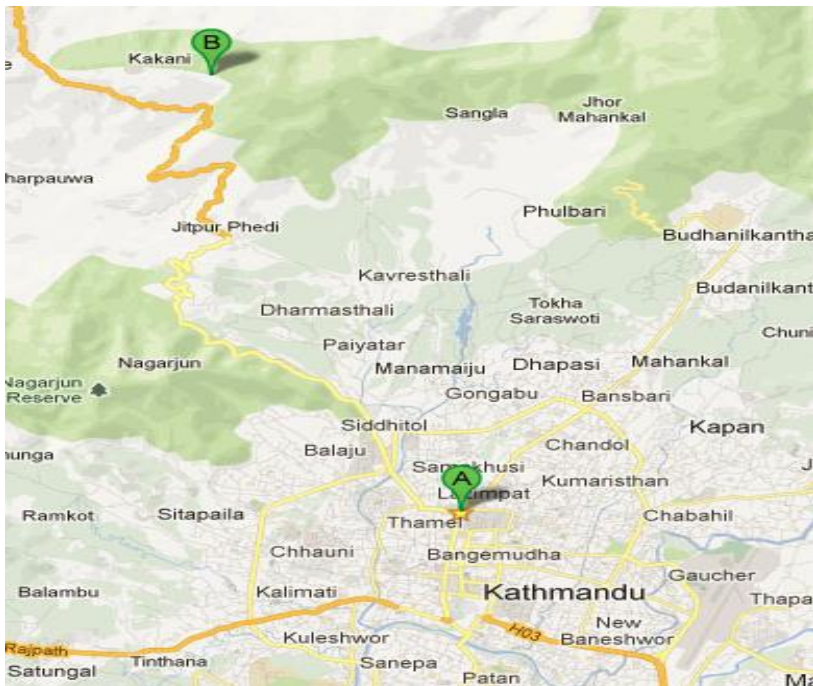 B
Kakani
Sangla
Jhor
Mahankal
harpauwa
Phulbari
Jitpur Phedi
Budhanilkantha
Kavresthali
Budanilkant
Dharmasthali
Tokha
Saraswoti
Chuni
Paiyatar
Nagarjun
Manamaiju
Dhapasi
Mahankal
Nagarjun
Reserve
Gongabu
Bansbari
Siddhitol
Kapan
Balaju
Chandol
nunga
A
Kumaristhan
Ramkot
Sitapaila
Thamel
Chabahil
Chhauni
Bangemudha
Gaucher
Balambu
Kalimati
Kathmandu
Thapa
New
Baneshwor
H03
Kuleshwor
Rajpath
Tinthana
Sanepa
Satungal
Patan
Ma